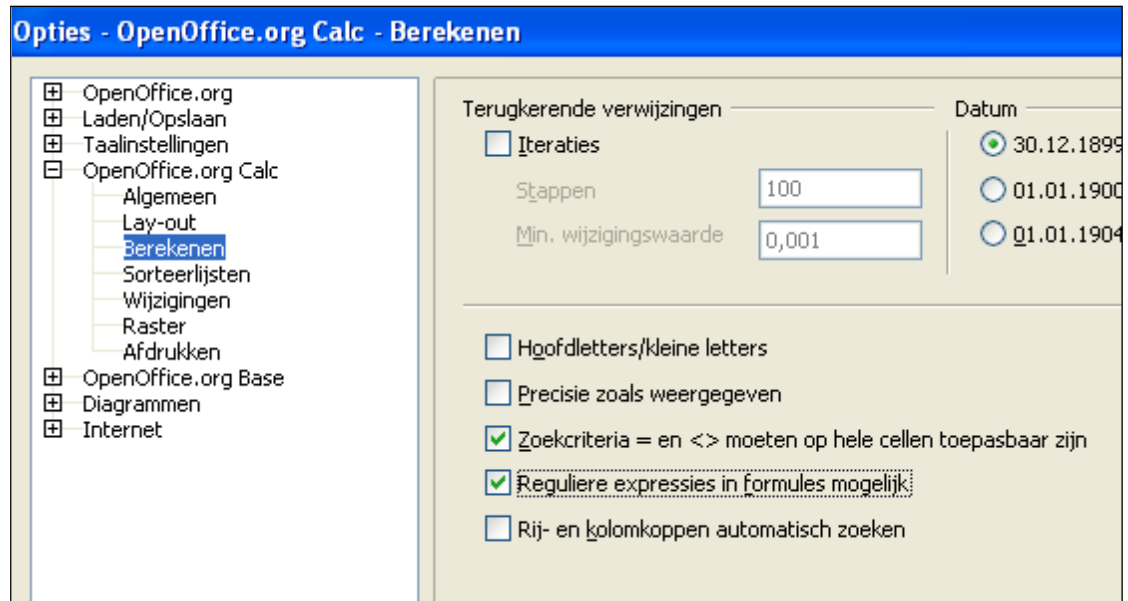 Opties - OpenOffice.org Calc - Berekenen
OpenOffice.org
Laden/Opslaan
Taalinstellingen
OpenOffice.org Calc
Algemeen
Lay-out
Berekenen
Sorteerlijsten
Wijzigingen
Raster
Afdrukken
OpenOffice.org Base
Diagrammen
Internet
Terugkerende verwijzingen
Iteraties
Stappen
100
Min. wijzigingswaarde
0,001
Datum
30.12.1899
01.01.1900
01.01.1904
Hoofdletters/kleine letters
Precisie zoals weergegeven
Zoekcriteria = en <> moeten op hele cellen toepasbaar zijn
Reguliere expressies in formules mogelijk
Rij- en kolomkoppen automatisch zoeken